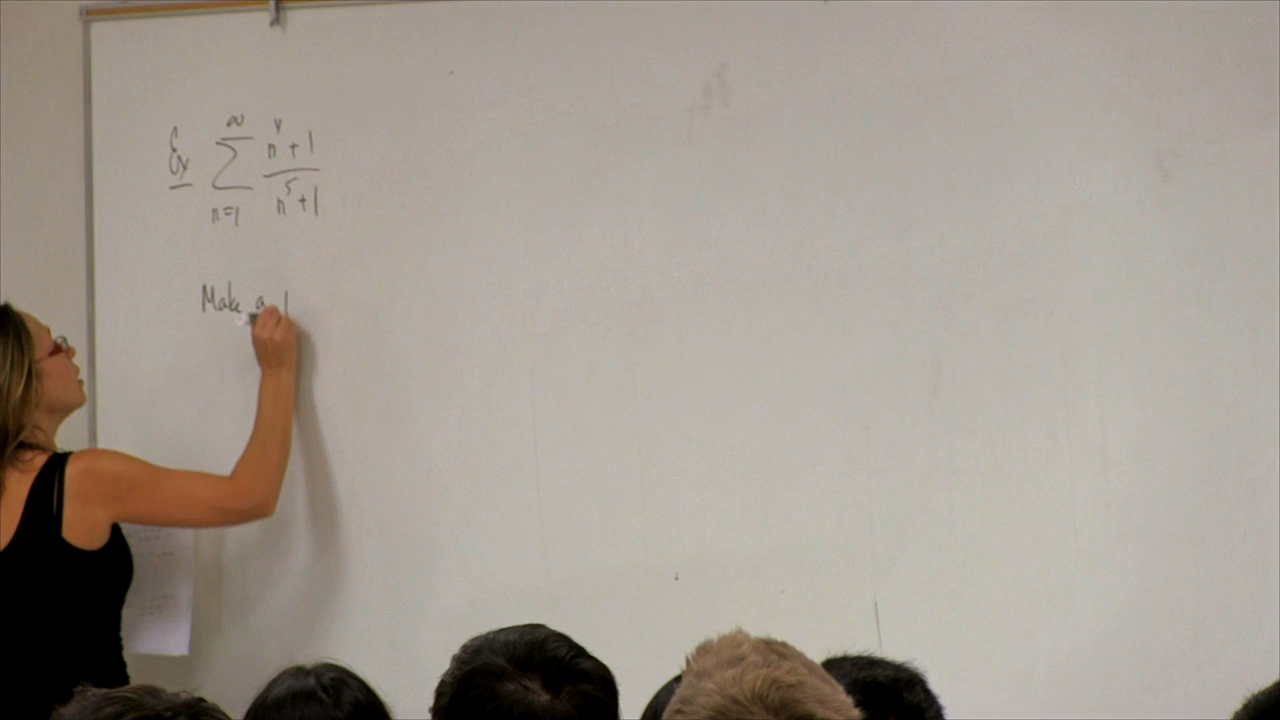 Ex ∑_{n=1}^{∞} (n^4+1)/(n^5+1)
Make a